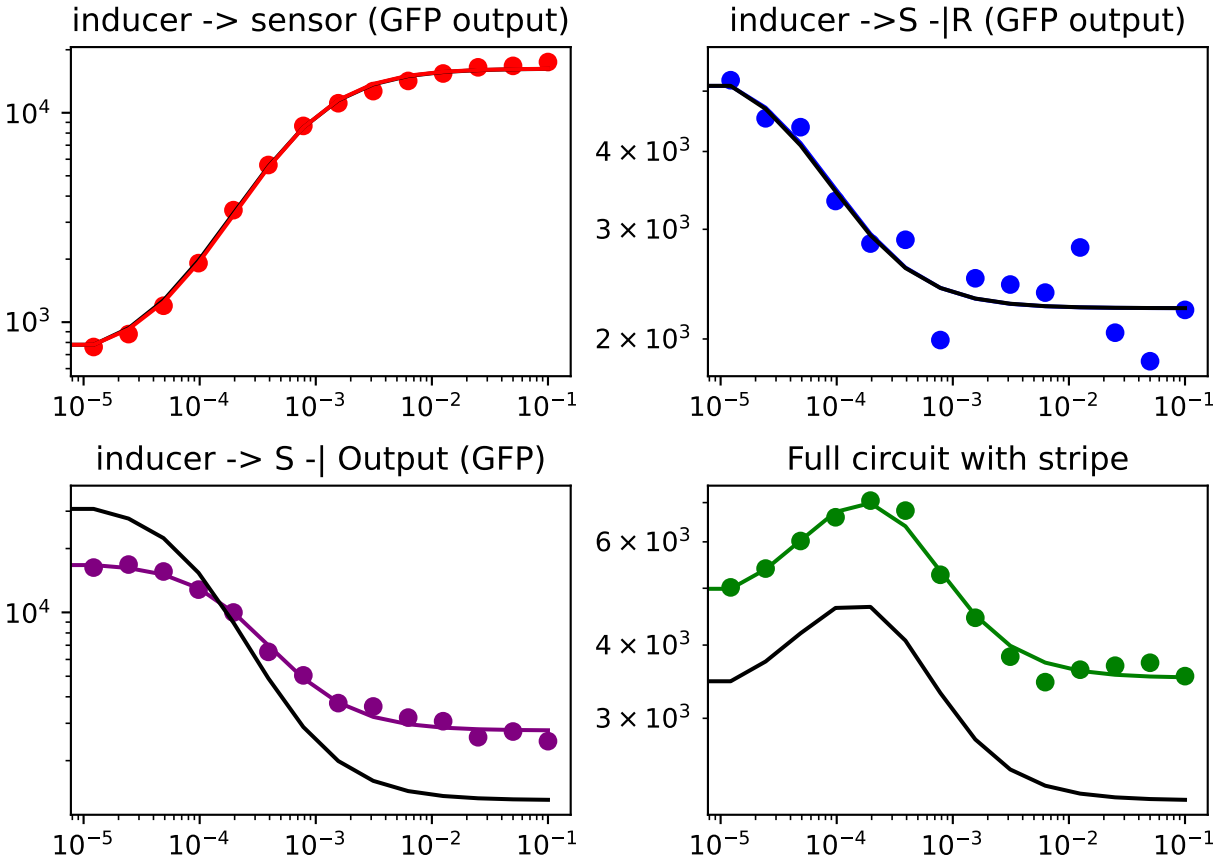 inducer -> sensor (GFP output)
10⁴
10³
10⁻⁵ 10⁻⁴ 10⁻³ 10⁻² 10⁻¹
inducer ->S -|R (GFP output)
4 × 10³
3 × 10³
2 × 10³
10⁻⁵ 10⁻⁴ 10⁻³ 10⁻² 10⁻¹
inducer -> S -| Output (GFP)
10⁴
10⁻⁵ 10⁻⁴ 10⁻³ 10⁻² 10⁻¹
Full circuit with stripe
6 × 10³
4 × 10³
3 × 10³
10⁻⁵ 10⁻⁴ 10⁻³ 10⁻² 10⁻¹